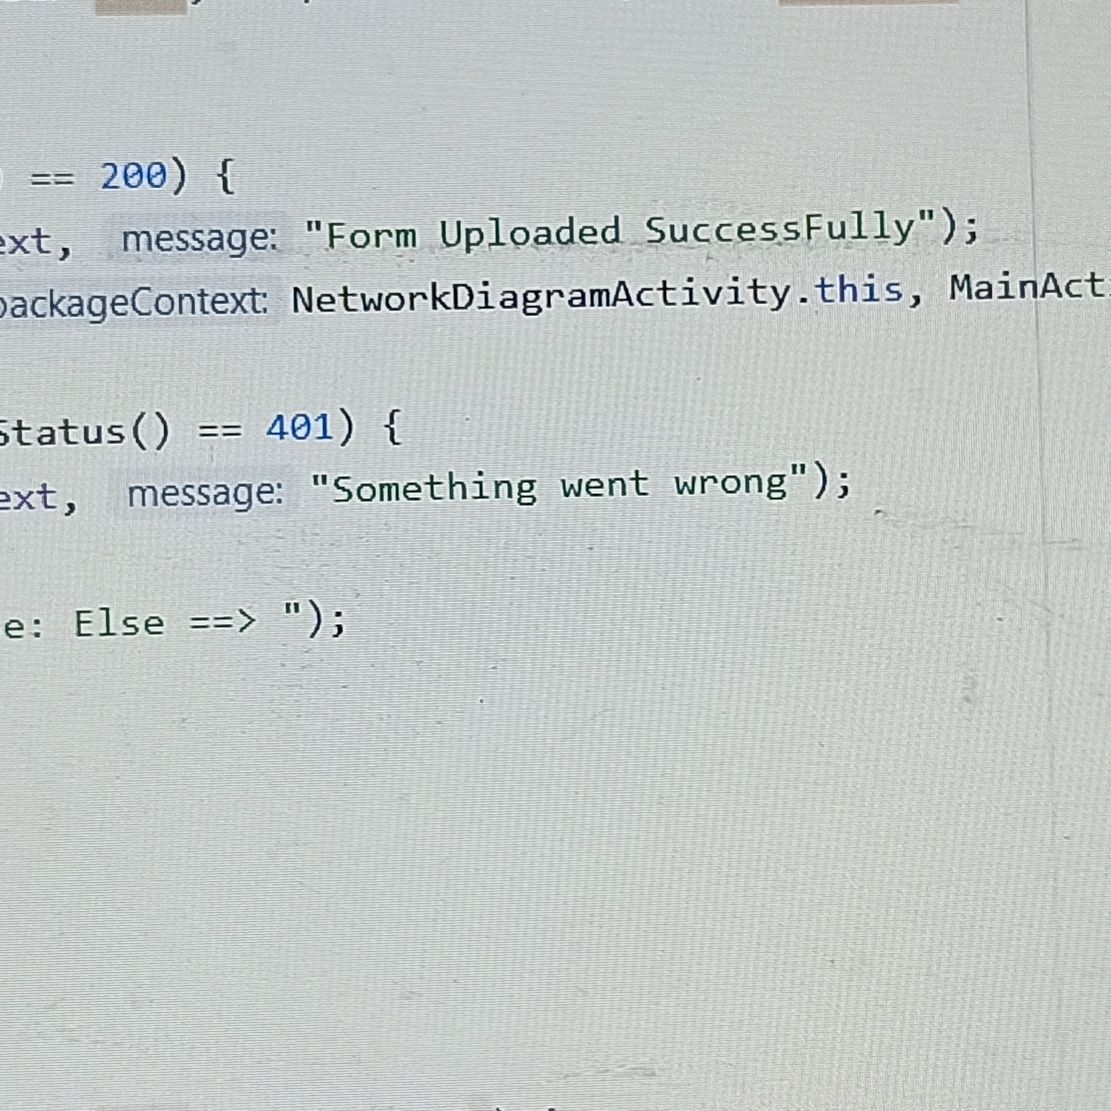 == 200) {
ext, message: "Form Uploaded SuccessFully");
packageContext: NetworkDiagramActivity.this, MainAct
Status() == 401) {
ext, message: "Something went wrong");
e: Else ==> ");